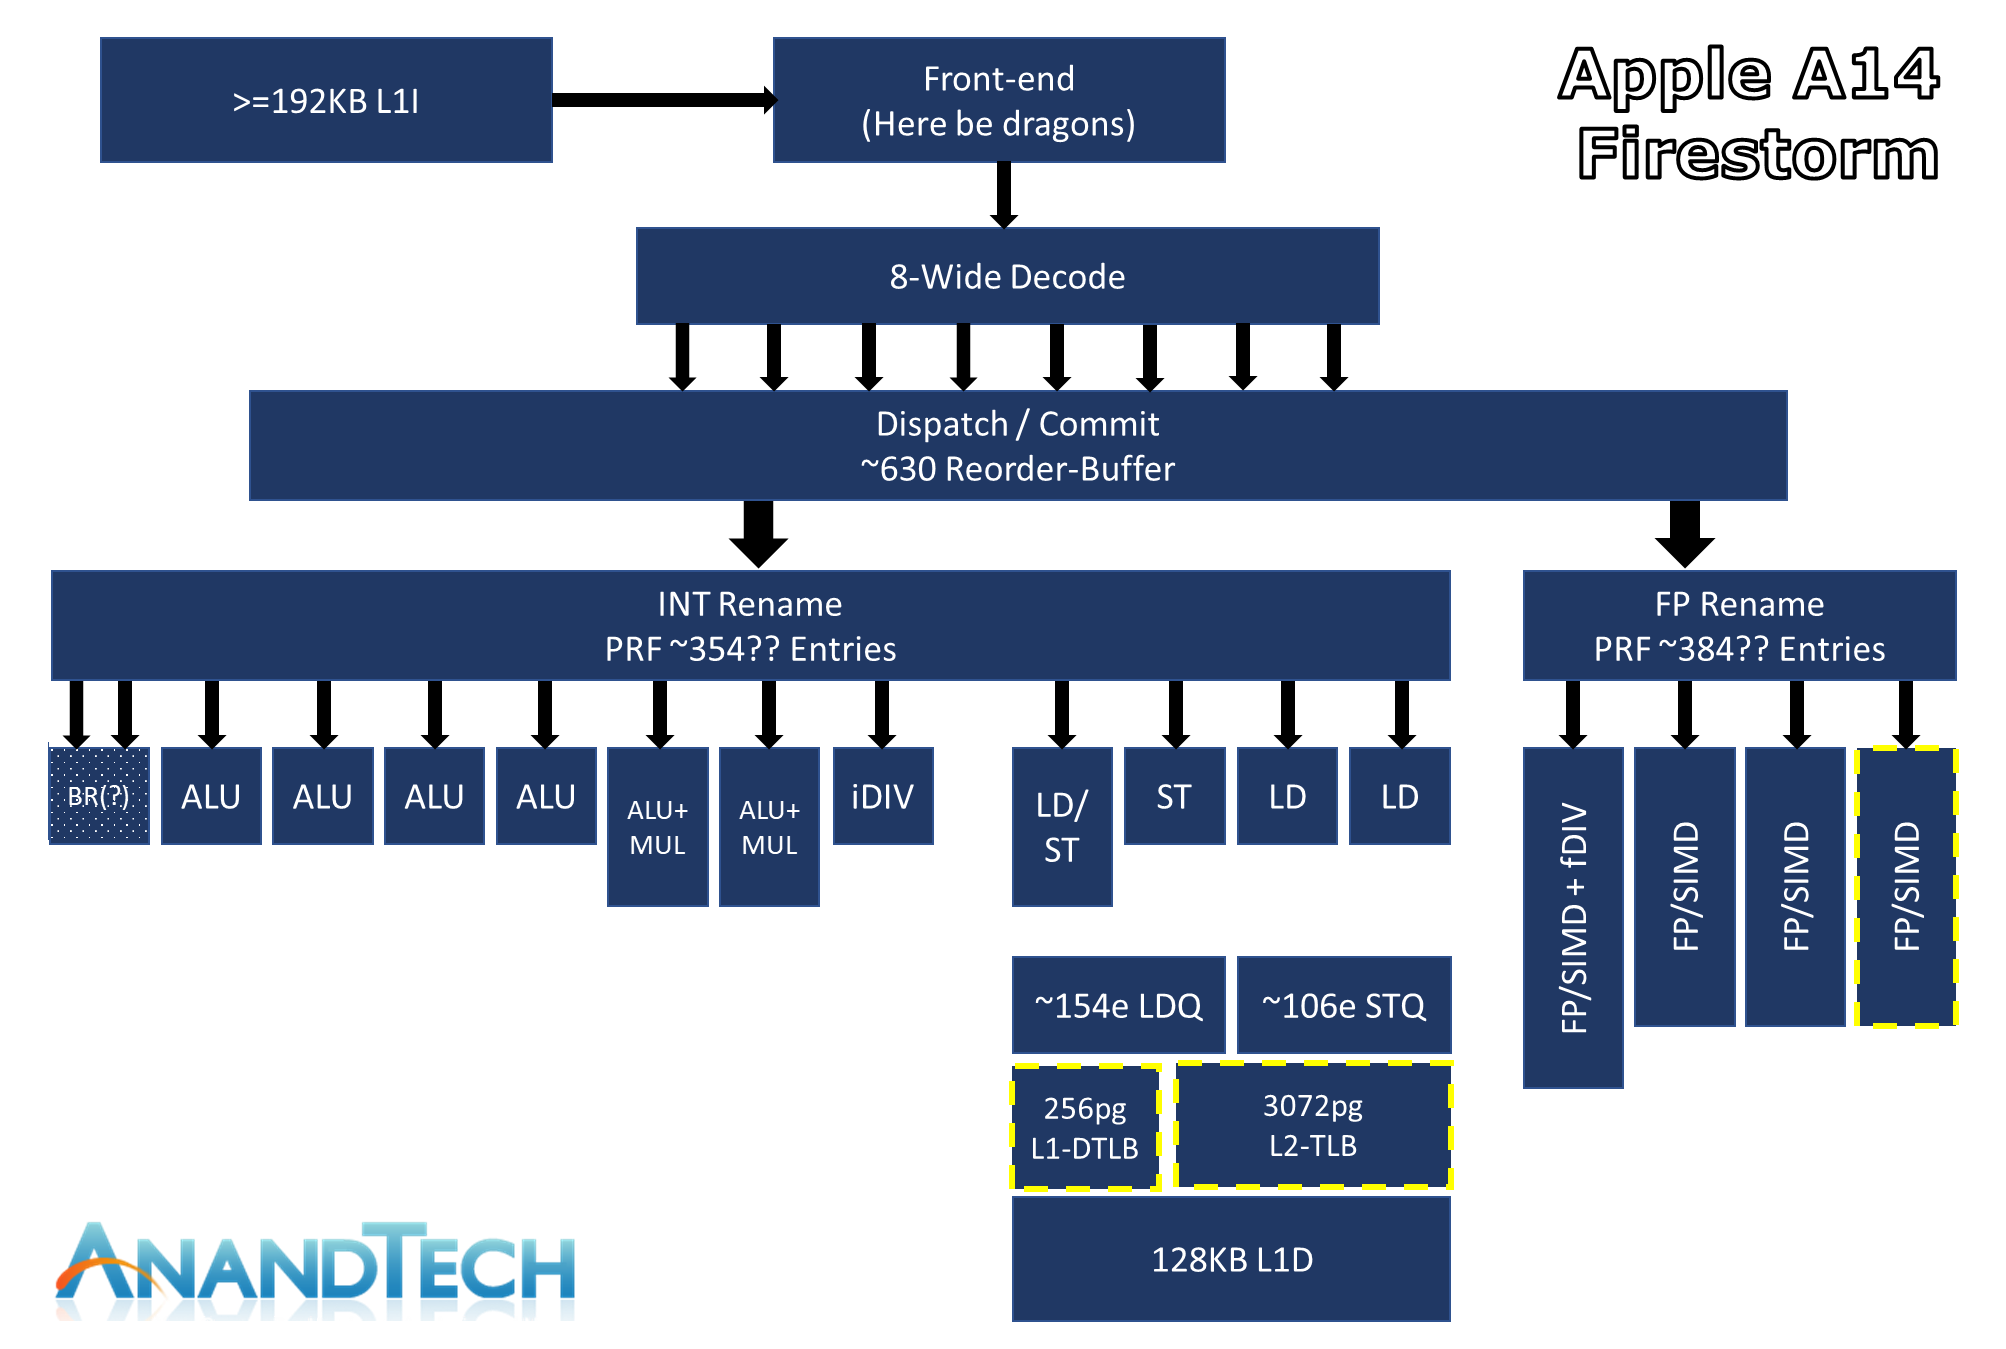 Apple A14
Firestorm
>=192KB L1I
Front-end
(Here be dragons)
8-Wide Decode
Dispatch / Commit
~630 Reorder-Buffer
INT Rename
PRF ~354?? Entries
FP Rename
PRF ~384?? Entries
BR(?)
ALU
ALU
ALU
ALU
ALU+
MUL
ALU+
MUL
iDIV
LD/
ST
ST
LD
LD
FP/SIMD + fDIV
FP/SIMD
FP/SIMD
FP/SIMD
~154e LDQ
~106e STQ
256pg
L1-DTLB
3072pg
L2-TLB
128KB L1D
ANANDTECH